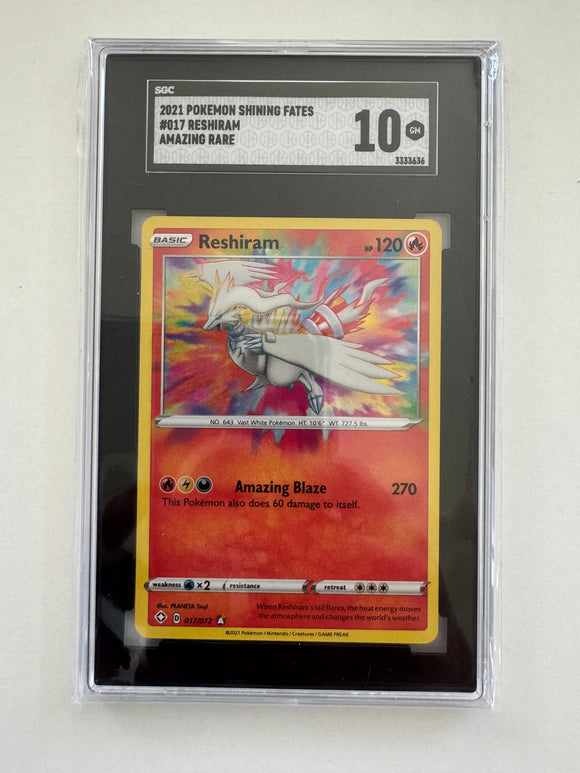 SGC
2021 POKEMON SHINING FATES
#017 RESHIRAM
AMAZING RARE
10 GM
3333636
BASIC Reshiram HP 120
NO. 643 Vast White Pokémon HT: 10'6" WT: 727.5 lbs.
Amazing Blaze 270
This Pokémon also does 60 damage to itself.
weakness ×2 resistance retreat
Illus. PLANETA Tsuji
When Reshiram's tail flares, the heat energy moves
the atmosphere and changes the world's weather.
D 017/072 A
©2021 Pokémon / Nintendo / Creatures / GAME FREAK